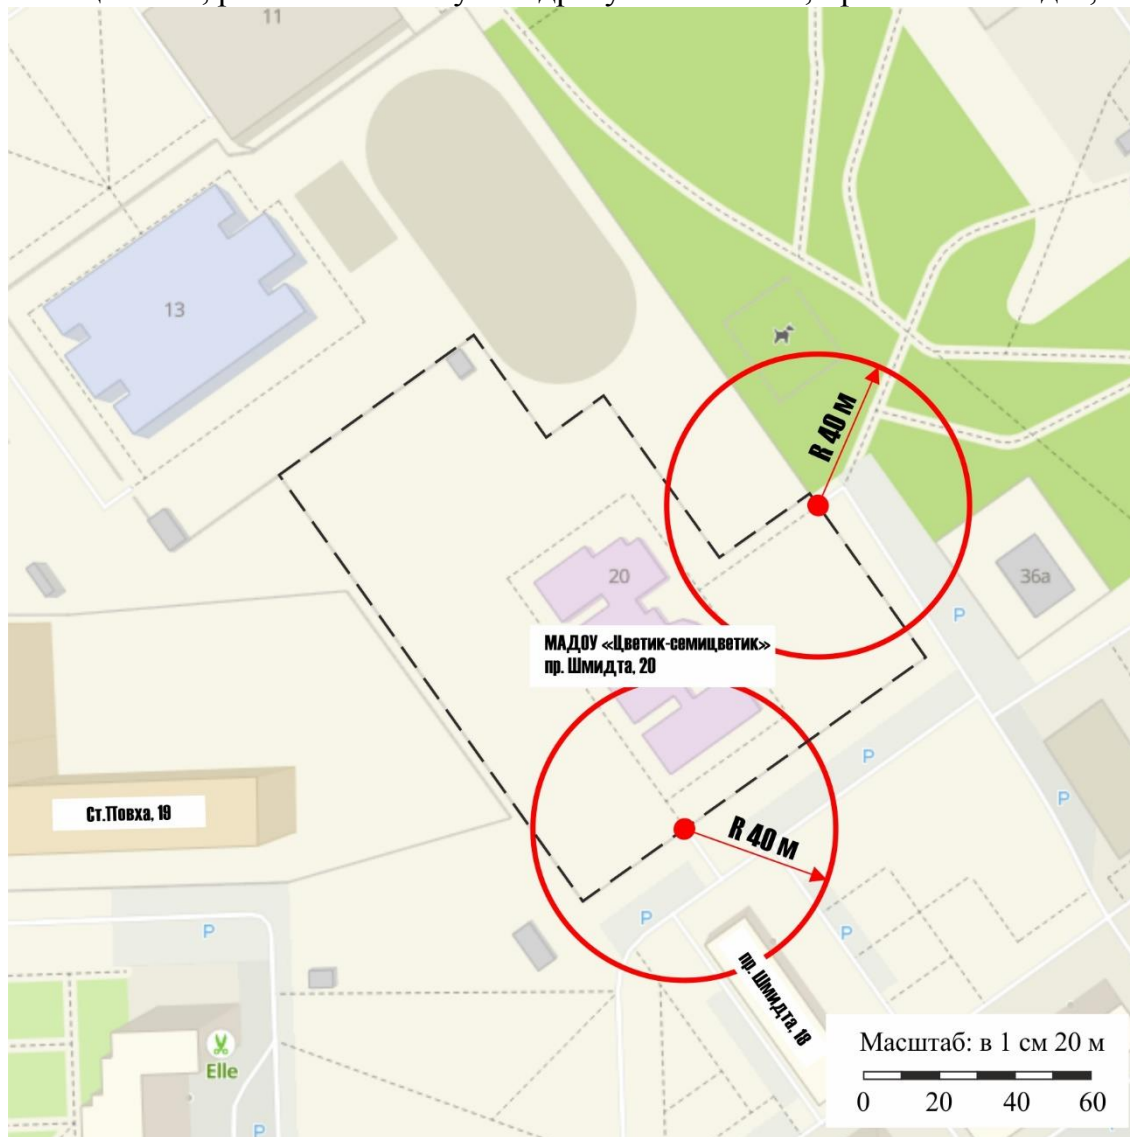 11
13
R 40 м
20
36а
P
МАДОУ «Цветик-семицветик»
пр. Шмидта, 20
P
Ст.Повха, 19
P
R 40 м
P
P
P
пр. Шмидта, 18
Elle
Масштаб: в 1 см 20 м
0 20 40 60
P